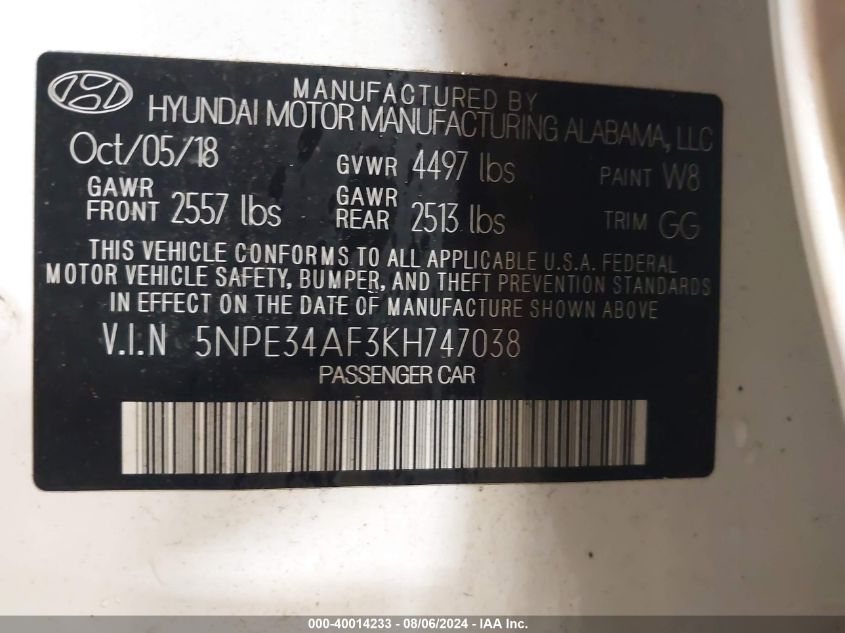 MANUFACTURED BY
HYUNDAI MOTOR MANUFACTURING ALABAMA, LLC
Oct/05/18 GVWR 4497 lbs PAINT W8
GAWR FRONT 2557 lbs GAWR REAR 2513 lbs TRIM GG
THIS VEHICLE CONFORMS TO ALL APPLICABLE U.S.A. FEDERAL
MOTOR VEHICLE SAFETY, BUMPER, AND THEFT PREVENTION STANDARDS
IN EFFECT ON THE DATE OF MANUFACTURE SHOWN ABOVE
V.I.N 5NPE34AF3KH747038
PASSENGER CAR
000-40014233 - 08/06/2024 - IAA Inc.